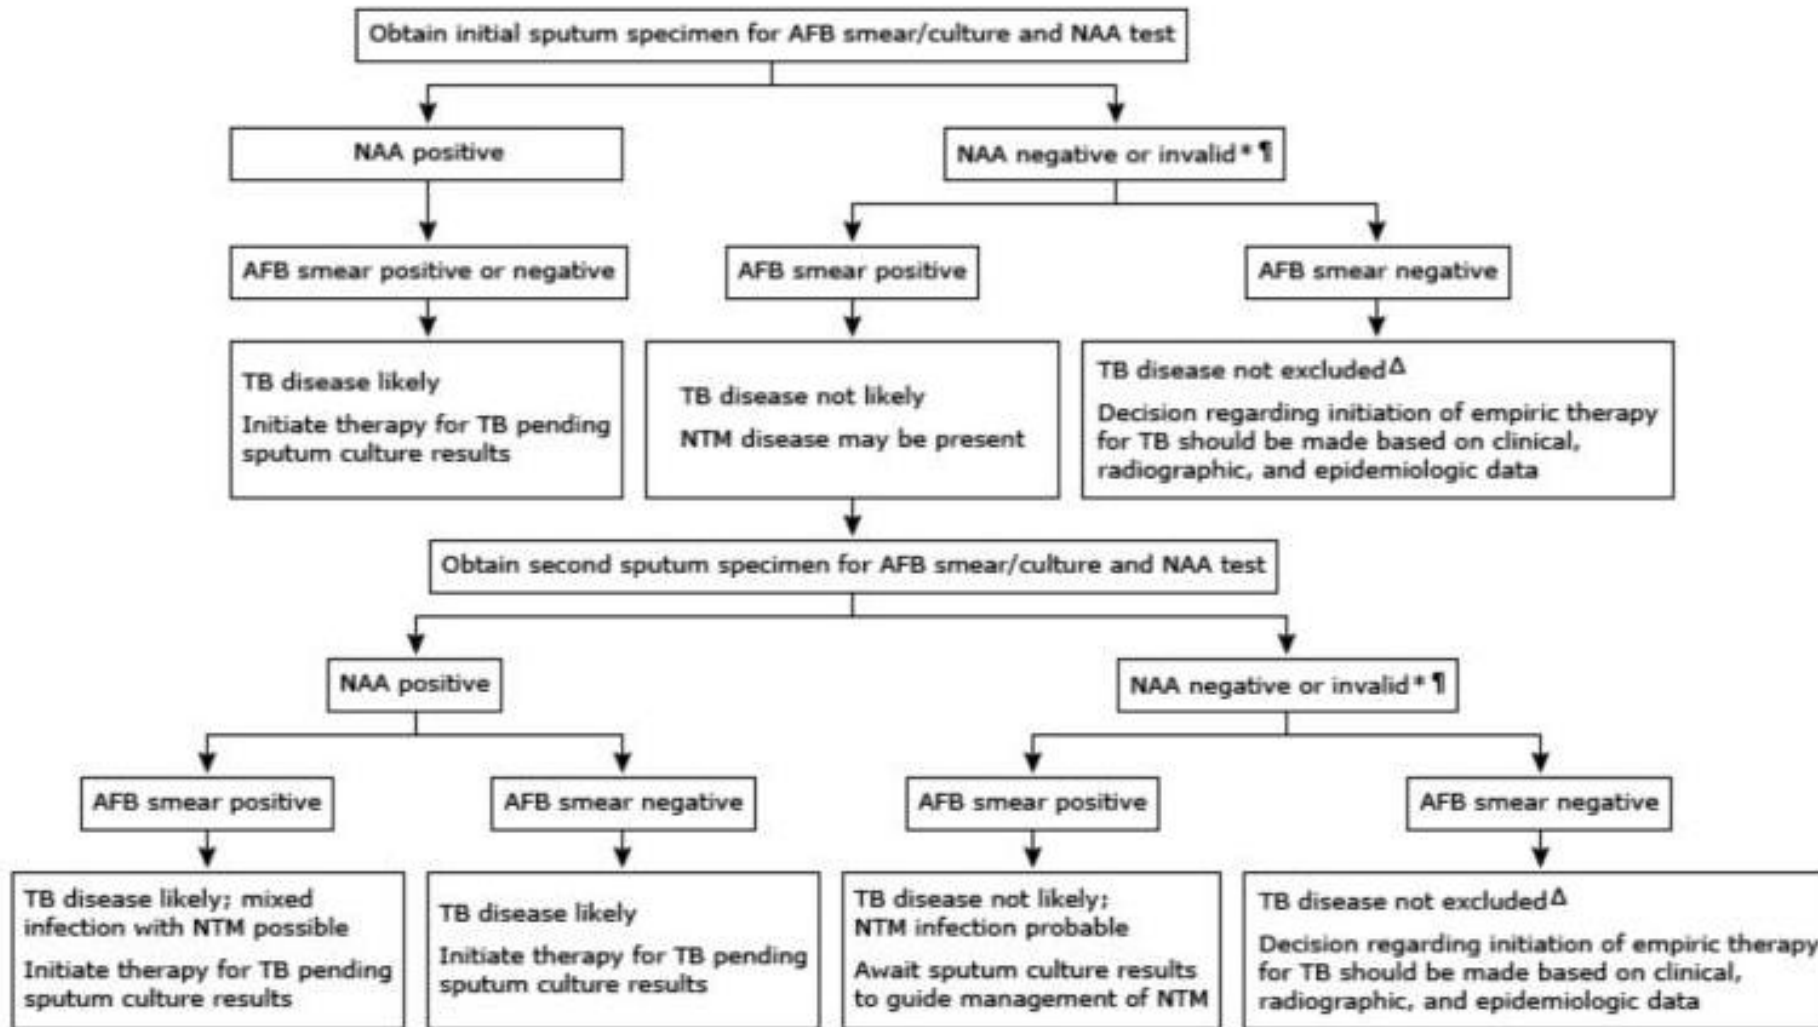 Obtain initial sputum specimen for AFB smear/culture and NAA test
NAA positive
NAA negative or invalid*¶
AFB smear positive or negative
AFB smear positive
AFB smear negative
TB disease likely
Initiate therapy for TB pending
sputum culture results
TB disease not likely
NTM disease may be present
TB disease not excludedΔ
Decision regarding initiation of empiric therapy
for TB should be made based on clinical,
radiographic, and epidemiologic data
Obtain second sputum specimen for AFB smear/culture and NAA test
NAA positive
NAA negative or invalid*¶
AFB smear positive
AFB smear negative
AFB smear positive
AFB smear negative
TB disease likely; mixed
infection with NTM possible
Initiate therapy for TB pending
sputum culture results
TB disease likely
Initiate therapy for TB pending
sputum culture results
TB disease not likely;
NTM infection probable
Await sputum culture results
to guide management of NTM
TB disease not excludedΔ
Decision regarding initiation of empiric therapy
for TB should be made based on clinical,
radiographic, and epidemiologic data